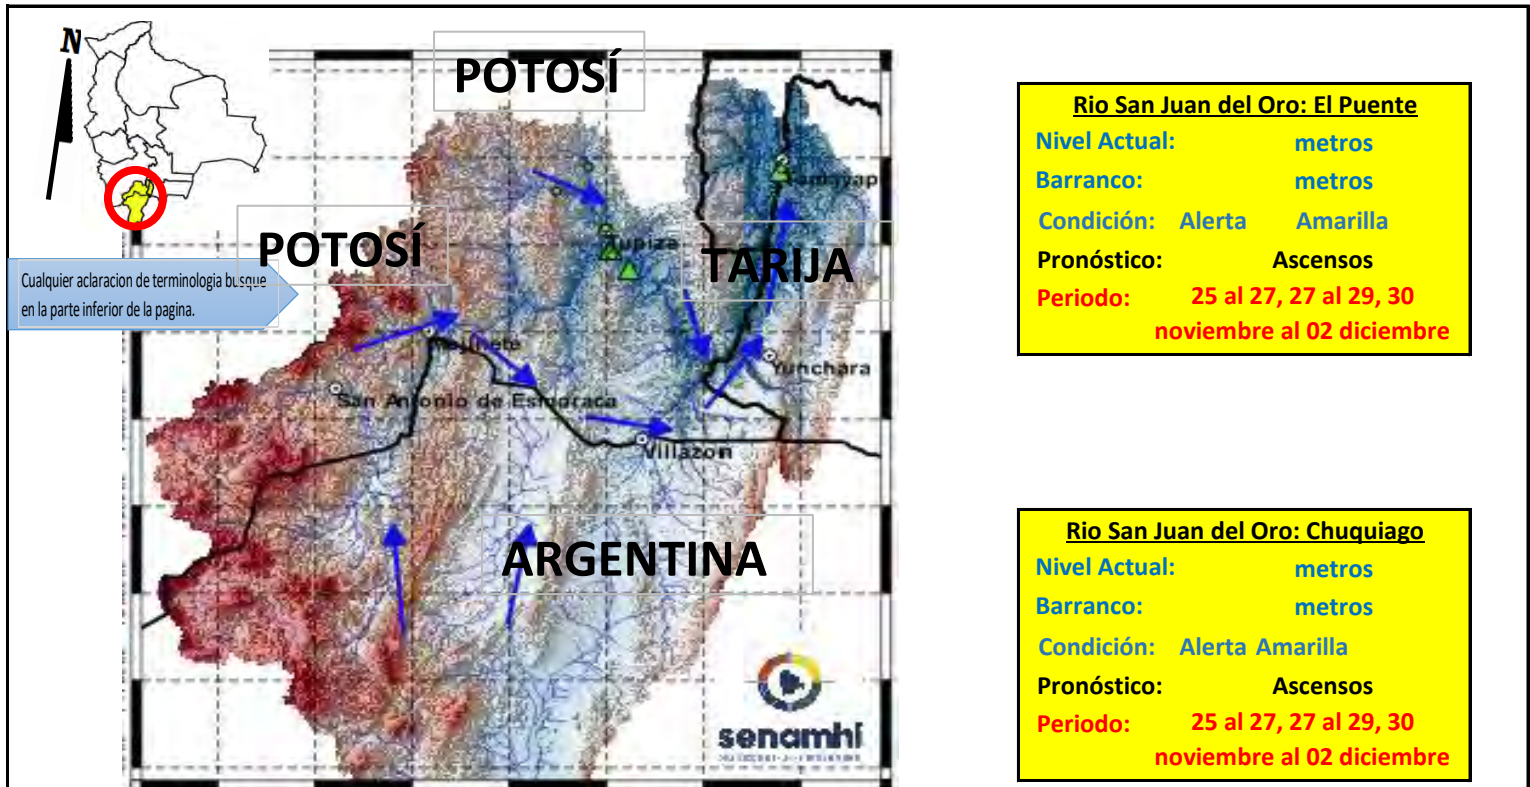 N
POTOSÍ
POTOSÍ
TARIJA
Cualquier aclaracion de terminologia busque
en la parte inferior de la pagina.
Tupiza
Yunchara
San Antonio de Esmoraca
Villazon
ARGENTINA
senamhi
Rio San Juan del Oro: El Puente
Nivel Actual: metros
Barranco: metros
Condición: Alerta Amarilla
Pronóstico: Ascensos
Periodo: 25 al 27, 27 al 29, 30
noviembre al 02 diciembre
Rio San Juan del Oro: Chuquiago
Nivel Actual: metros
Barranco: metros
Condición: Alerta Amarilla
Pronóstico: Ascensos
Periodo: 25 al 27, 27 al 29, 30
noviembre al 02 diciembre